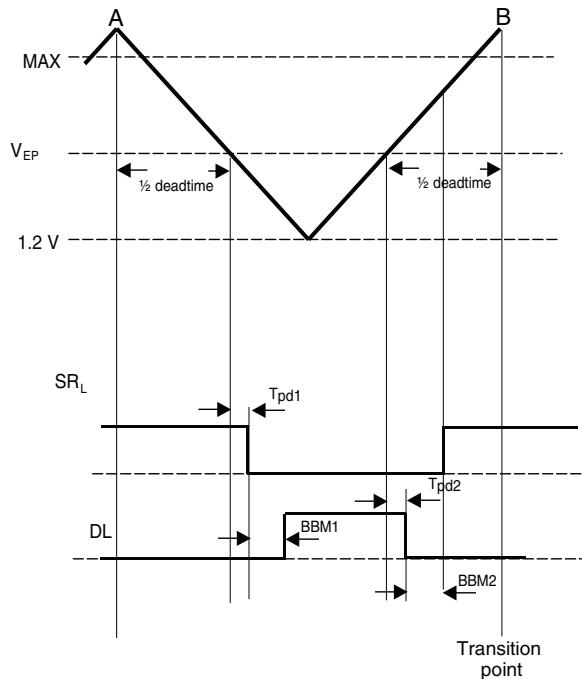 A
B
MAX
V_EP
½ deadtime
½ deadtime
1.2 V
SR_L
Tpd1
Tpd2
DL
BBM1
BBM2
Transition
point